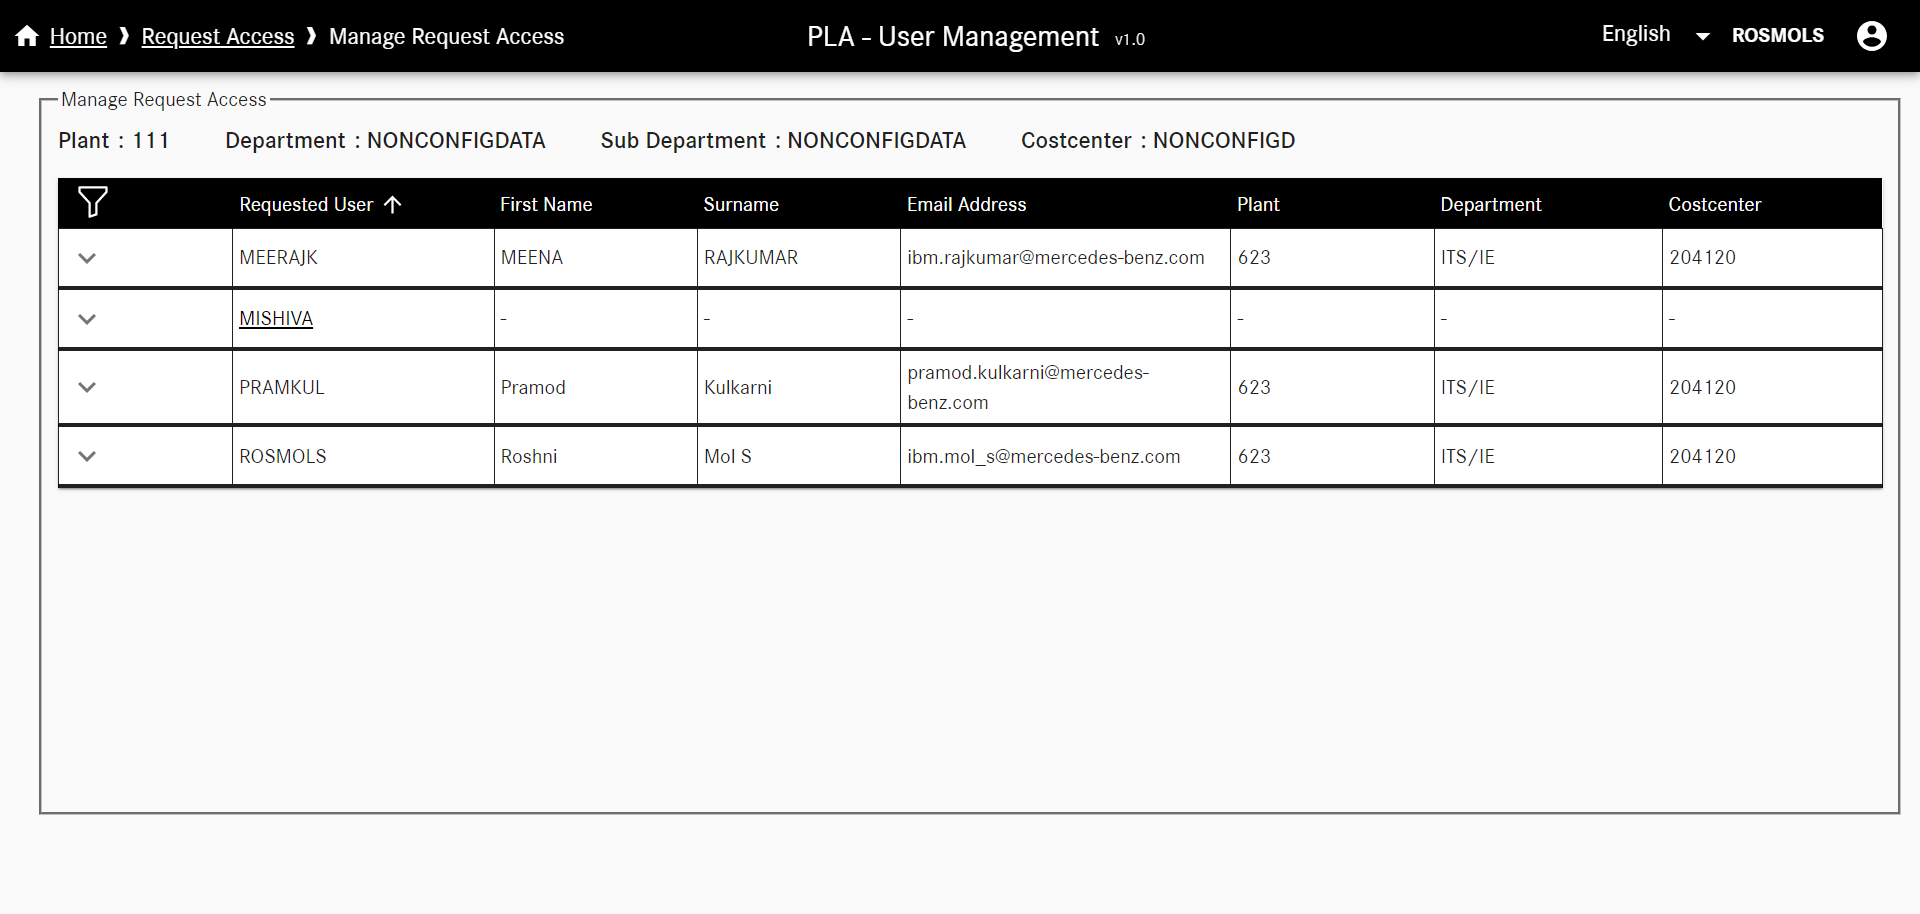 Home ❱ Request Access ❱ Manage Request Access
PLA - User Management v1.0
English ROSMOLS
Manage Request Access
Plant : 111 Department : NONCONFIGDATA Sub Department : NONCONFIGDATA Costcenter : NONCONFIGD
Requested User First Name Surname Email Address Plant Department Costcenter
MEERAJK MEENA RAJKUMAR ibm.rajkumar@mercedes-benz.com 623 ITS/IE 204120
MISHIVA - - - - - -
PRAMKUL Pramod Kulkarni pramod.kulkarni@mercedes-
benz.com 623 ITS/IE 204120
ROSMOLS Roshni Mol S ibm.mol_s@mercedes-benz.com 623 ITS/IE 204120